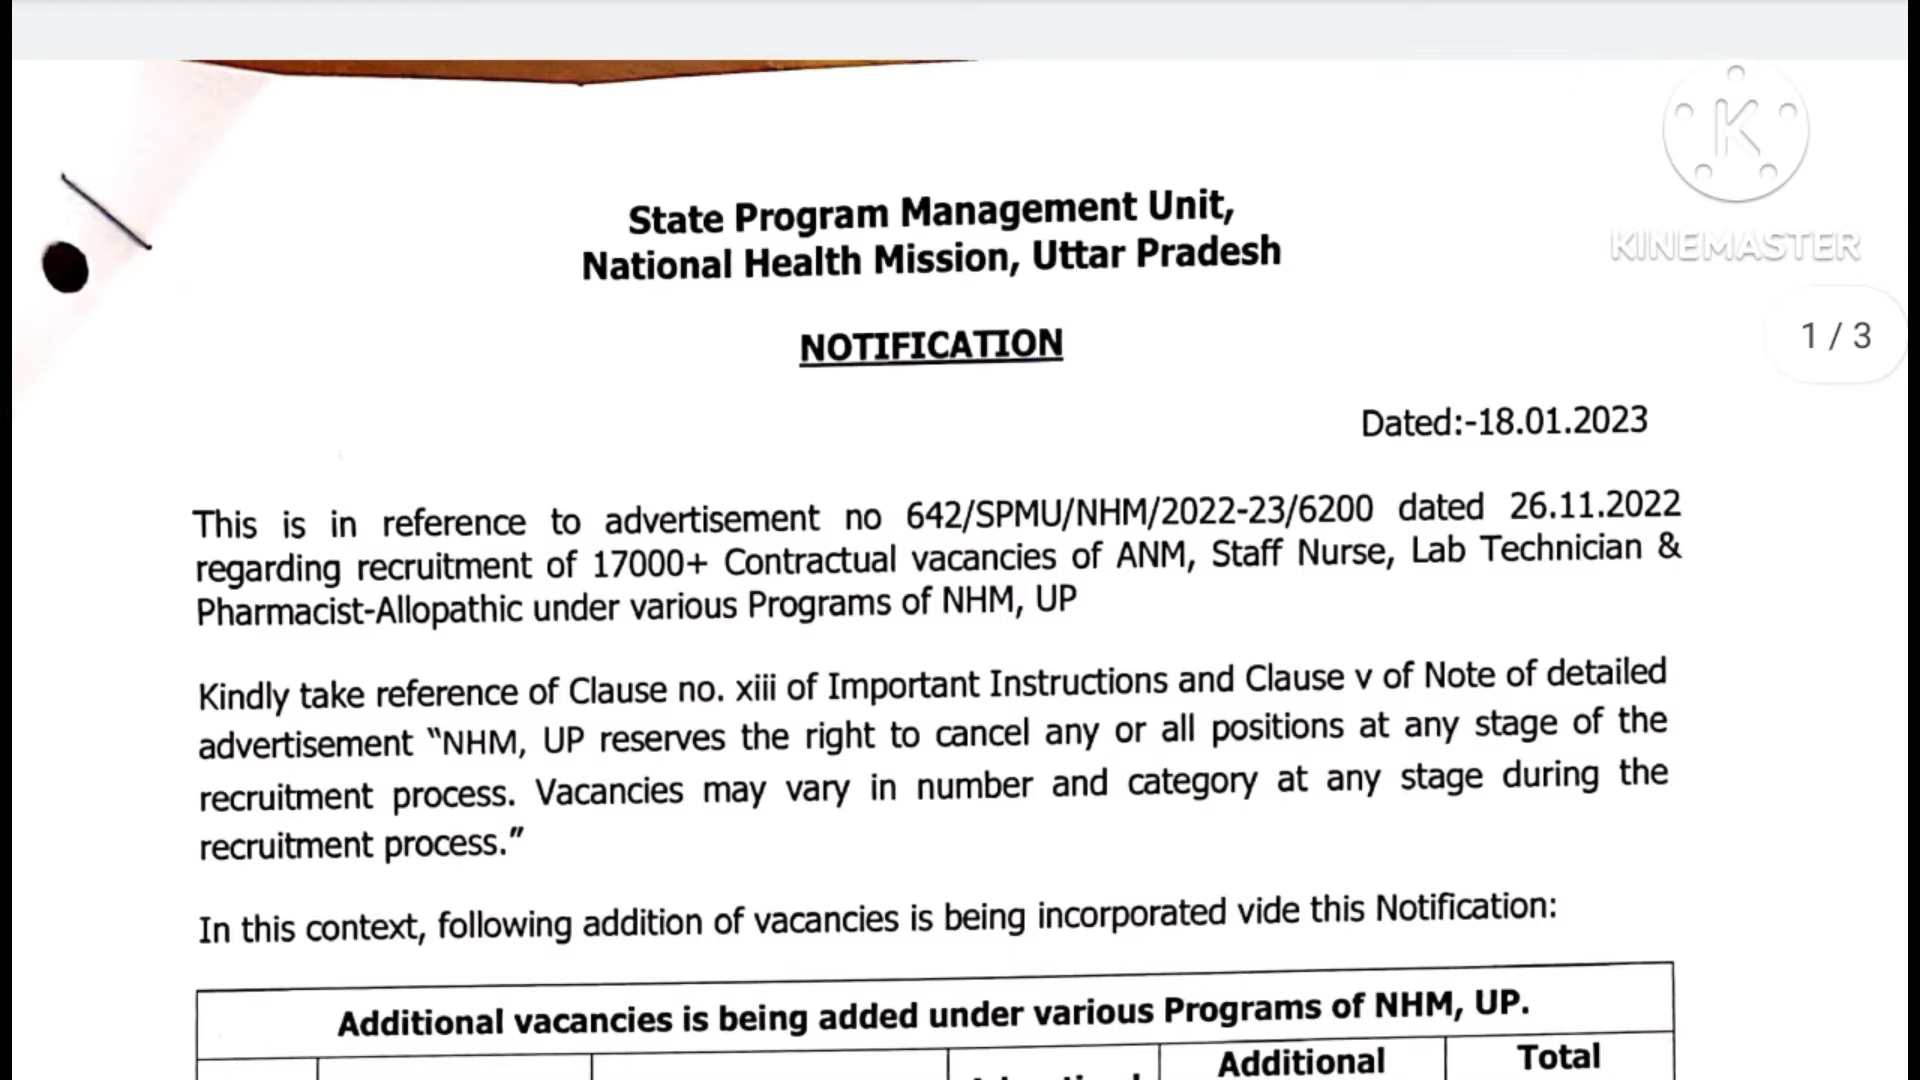 K
KINEMASTER
1 / 3
State Program Management Unit,
National Health Mission, Uttar Pradesh
NOTIFICATION
Dated:-18.01.2023
This is in reference to advertisement no 642/SPMU/NHM/2022-23/6200 dated 26.11.2022
regarding recruitment of 17000+ Contractual vacancies of ANM, Staff Nurse, Lab Technician &
Pharmacist-Allopathic under various Programs of NHM, UP
Kindly take reference of Clause no. xiii of Important Instructions and Clause v of Note of detailed
advertisement “NHM, UP reserves the right to cancel any or all positions at any stage of the
recruitment process. Vacancies may vary in number and category at any stage during the
recruitment process.”
In this context, following addition of vacancies is being incorporated vide this Notification:
Additional vacancies is being added under various Programs of NHM, UP.
Additional
Total